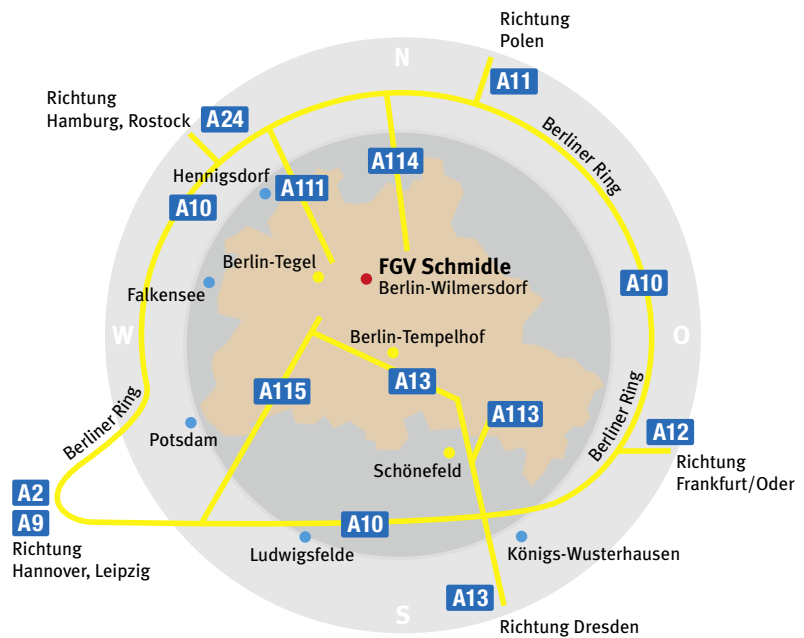 Richtung
Polen
N
A11
Richtung
Hamburg, Rostock
A24
Berliner Ring
A114
Hennigsdorf
A111
A10
Berlin-Tegel
FGV Schmidle
Berlin-Wilmersdorf
A10
Falkensee
W
O
Berlin-Tempelhof
A13
A115
Berliner Ring
Berliner Ring
A113
A12
Potsdam
Schönefeld
Richtung
Frankfurt/Oder
A2
A9
Richtung
Hannover, Leipzig
A10
Ludwigsfelde
Königs-Wusterhausen
A13
S
Richtung Dresden